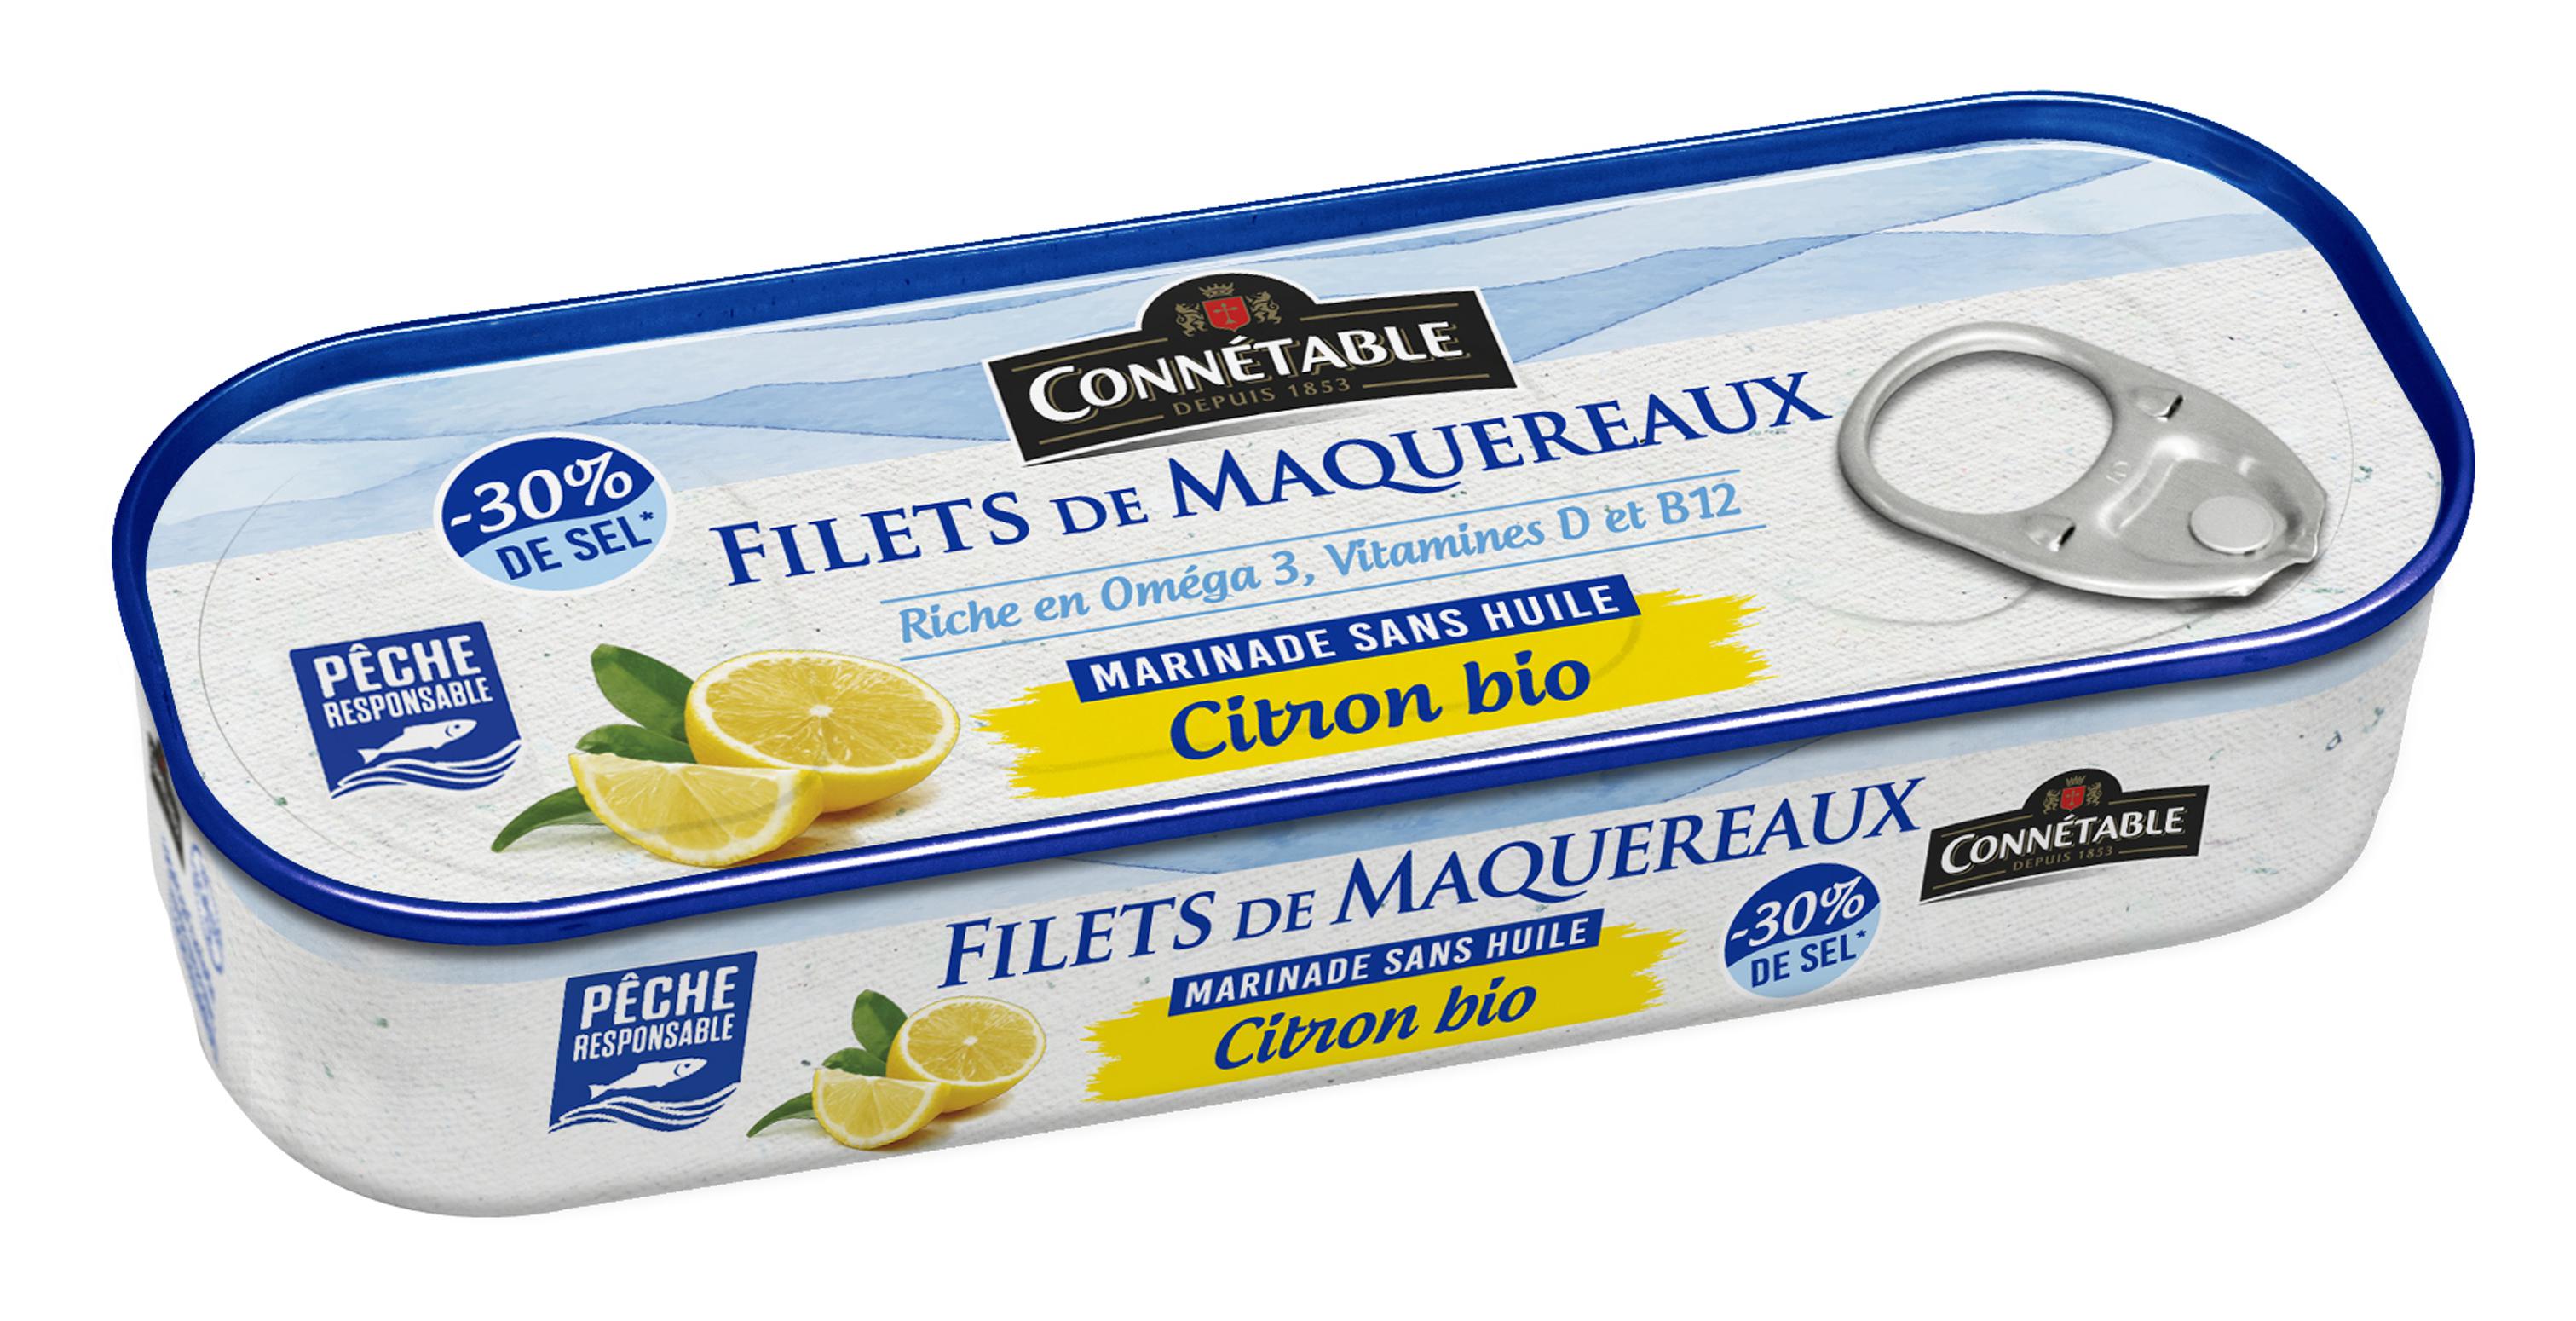 CONNÉTABLE
DEPUIS 1853
-30%
DE SEL*
FILETS DE MAQUEREAUX
Riche en Oméga 3, Vitamines D et B12
PÊCHE
RESPONSABLE
MARINADE SANS HUILE
Citron bio
FILETS DE MAQUEREAUX
CONNÉTABLE
DEPUIS 1853
-30%
DE SEL*
MARINADE SANS HUILE
Citron bio
PÊCHE
RESPONSABLE